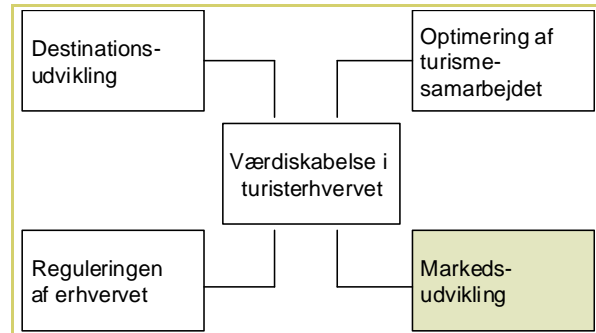 Destinations-
udvikling
Optimering af
turisme-
samarbejdet
Værdiskabelse i
turisterhvervet
Reguleringen
af erhvervet
Markeds-
udvikling